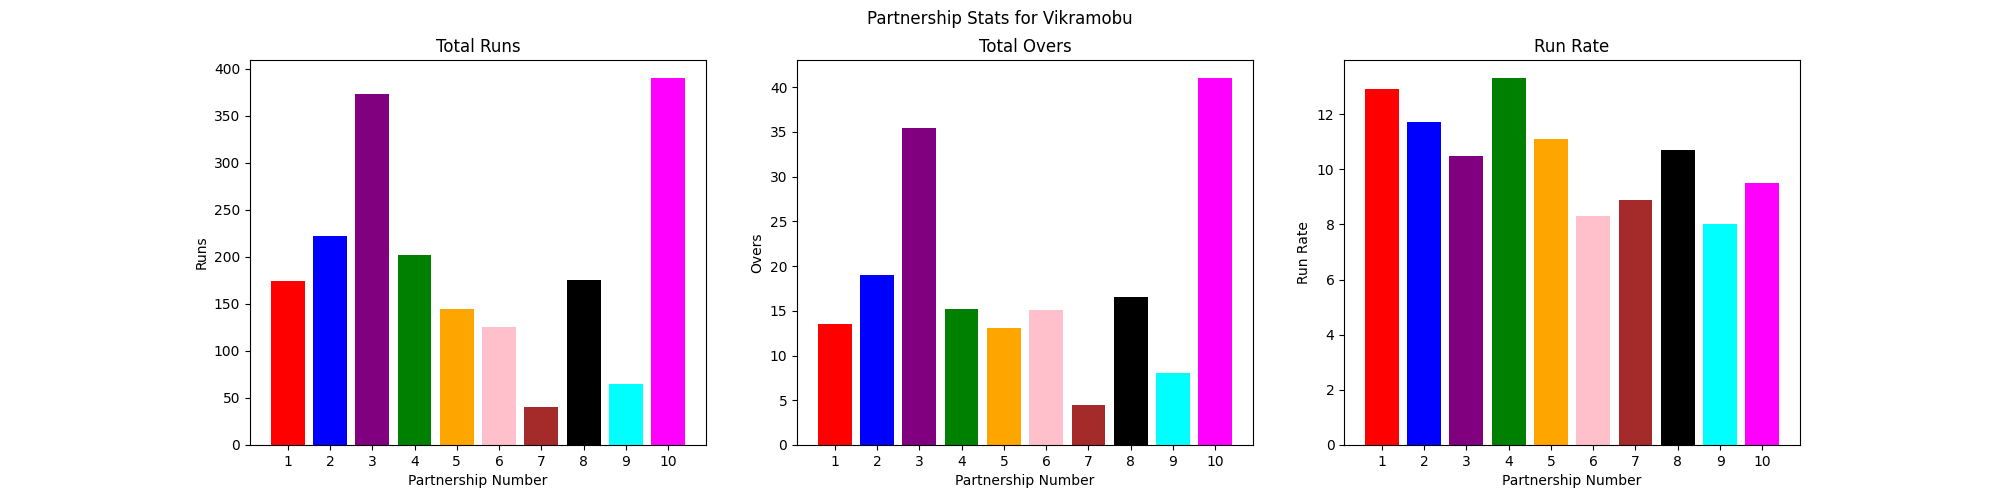 Partnership Stats for Vikramobu
Total Runs
400
350
300
250
200
150
100
50
0
Runs
1 2 3 4 5 6 7 8 9 10
Partnership Number
Total Overs
40
35
30
25
20
15
10
5
0
Overs
1 2 3 4 5 6 7 8 9 10
Partnership Number
Run Rate
12
10
8
6
4
2
0
Run Rate
1 2 3 4 5 6 7 8 9 10
Partnership Number